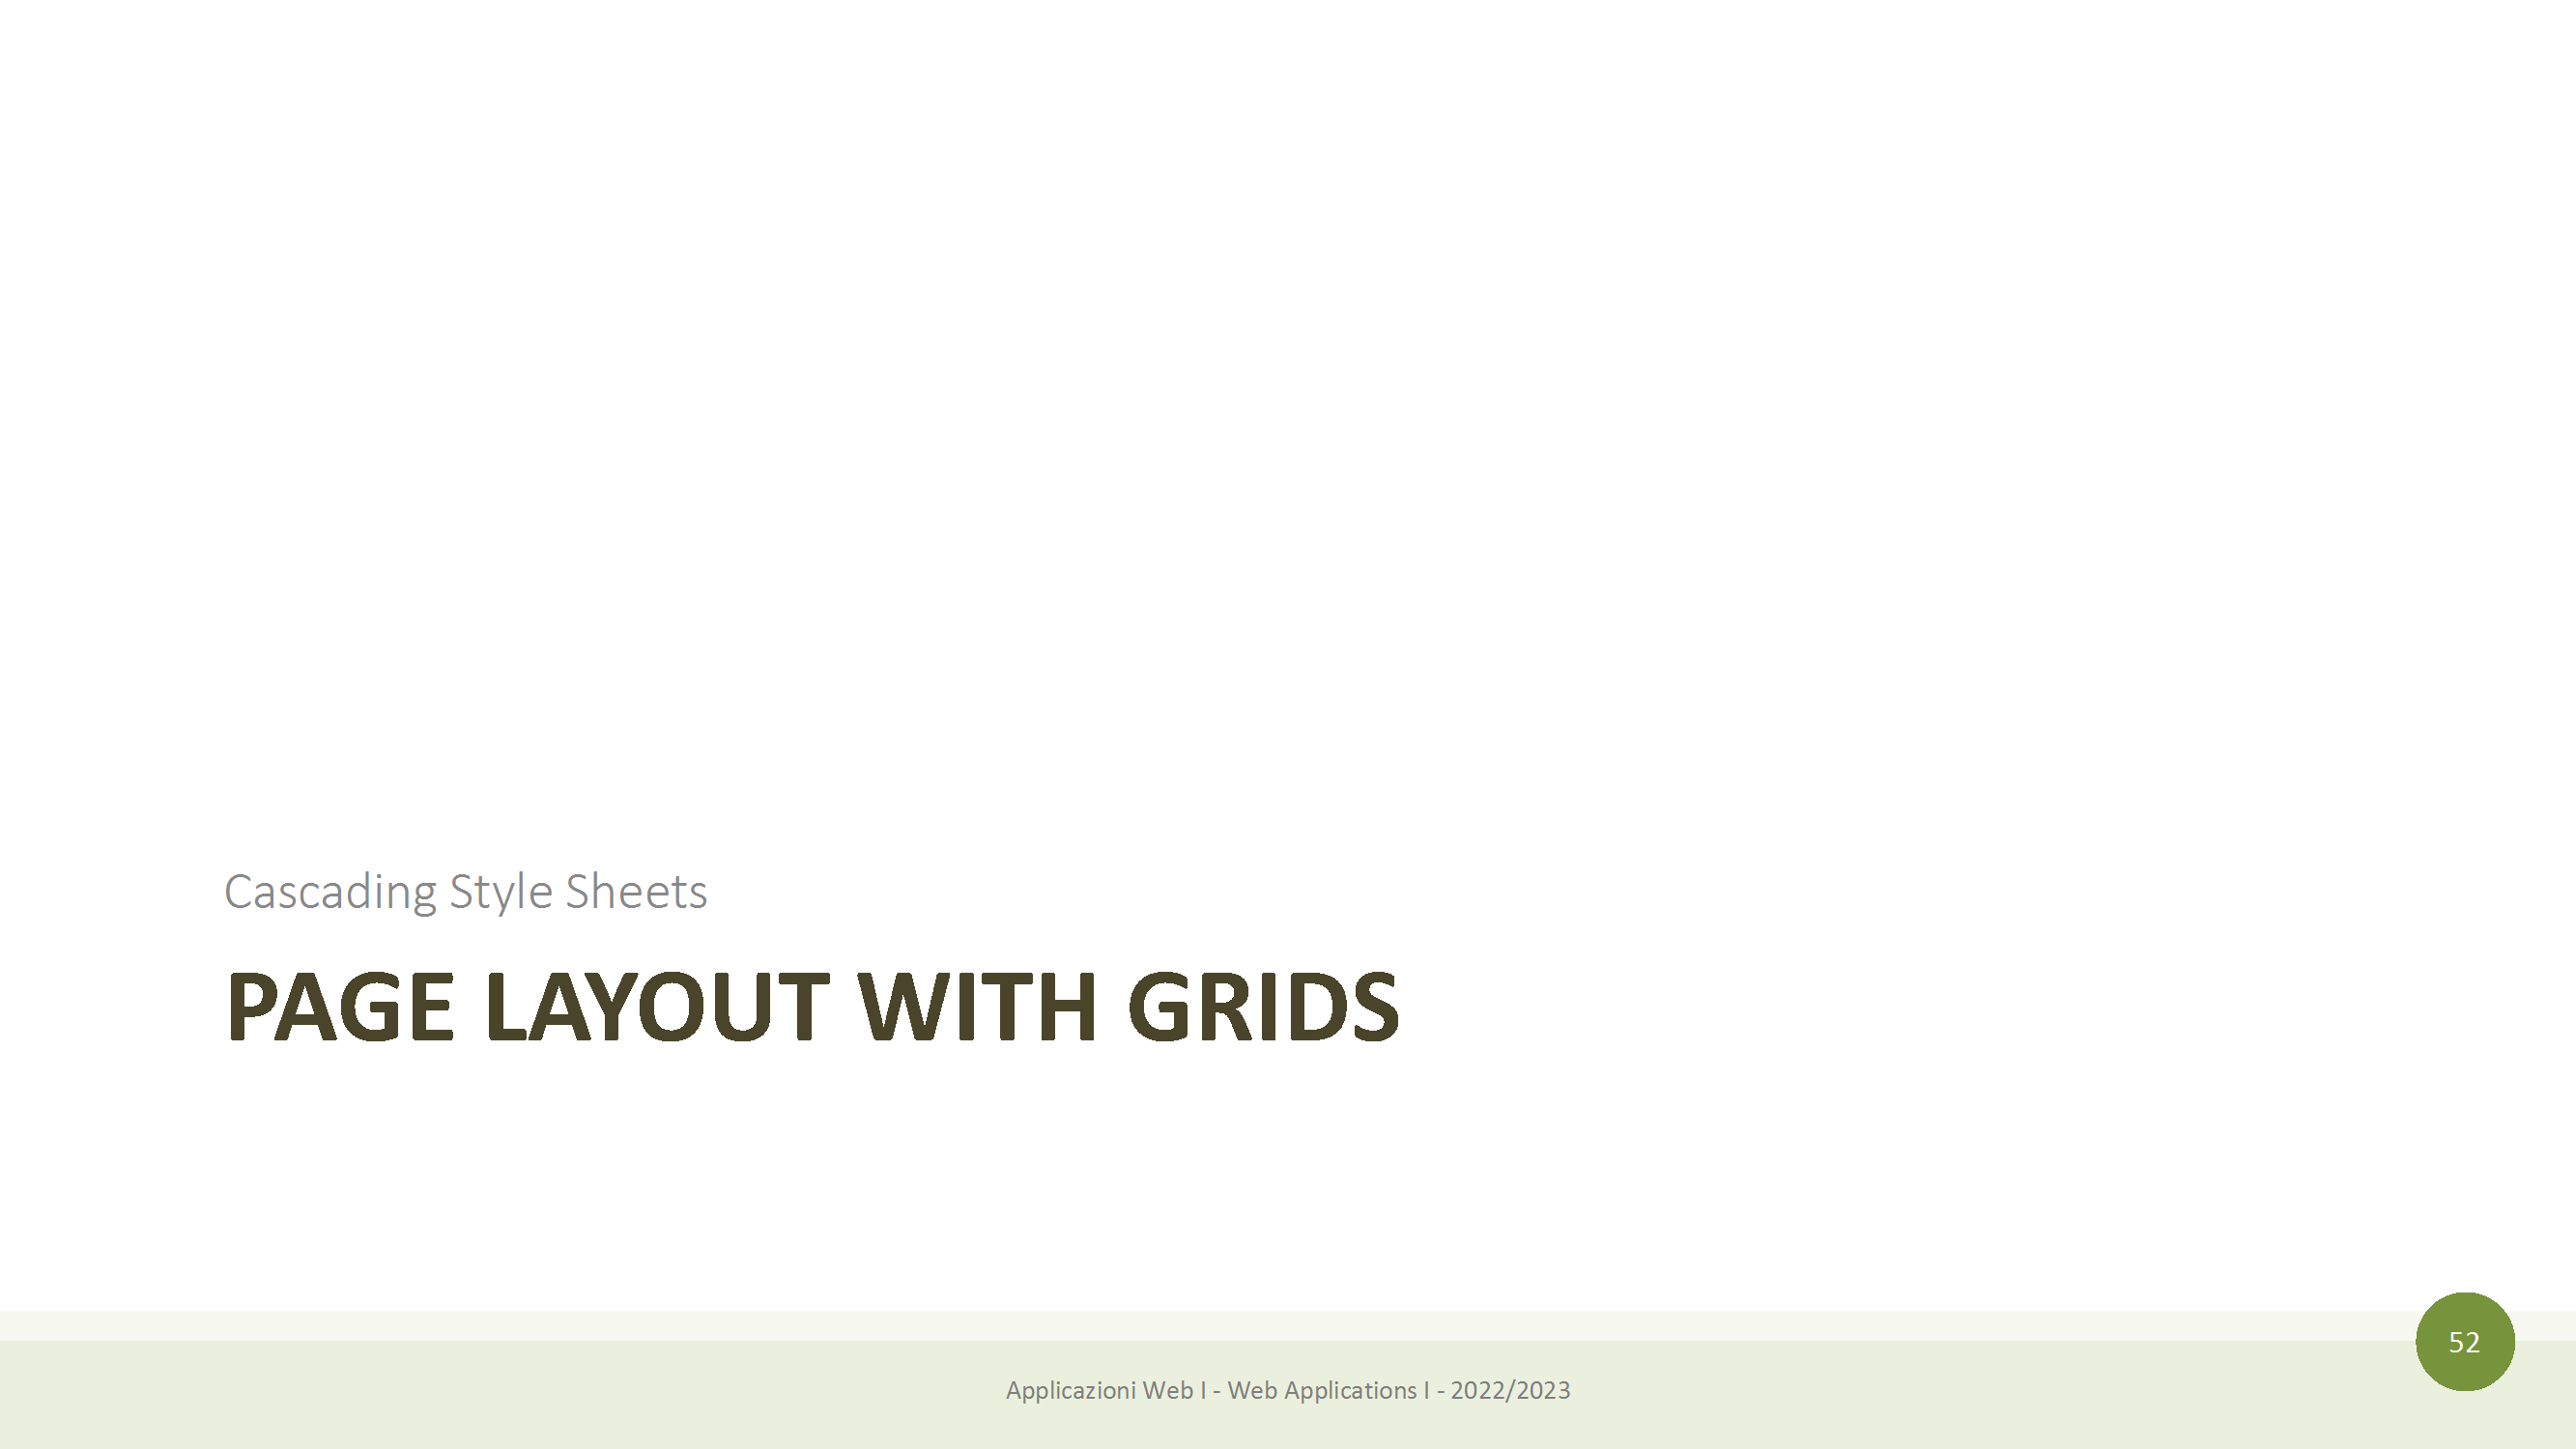 Cascading Style Sheets
PAGE LAYOUT WITH GRIDS
52
Applicazioni Web I - Web Applications I - 2022/2023